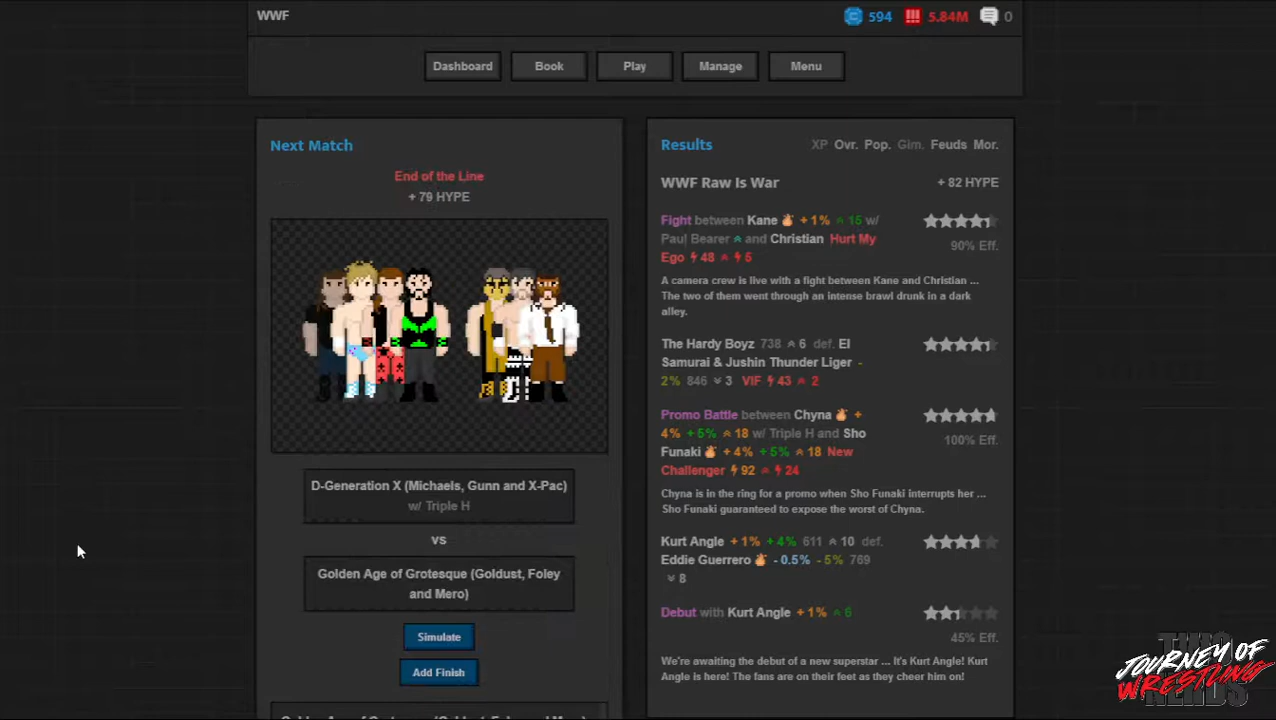 WWF
594 5.84M 0
Dashboard Book Play Manage Menu
Next Match
End of the Line
+ 79 HYPE
D-Generation X (Michaels, Gunn and X-Pac)
w/ Triple H
vs
Golden Age of Grotesque (Goldust, Foley
and Mero)
Simulate
Add Finish
Results XP Ovr. Pop. Gim. Feuds Mor.
WWF Raw Is War + 82 HYPE
Fight between Kane + 1% 15 w/
Paul Bearer and Christian Hurt My
Ego 48 5
90% Eff.
A camera crew is live with a fight between Kane and Christian ...
The two of them went through an intense brawl drunk in a dark
alley.
The Hardy Boyz 738 6 def. El
Samurai & Jushin Thunder Liger -
2% 846 3 VIF 43 2
Promo Battle between Chyna +
4% + 5% 18 w/ Triple H and Sho
Funaki + 4% + 5% 18 New
Challenger 92 24
100% Eff.
Chyna is in the ring for a promo when Sho Funaki interrupts her ...
Sho Funaki guaranteed to expose the worst of Chyna.
Kurt Angle + 1% + 4% 611 10 def.
Eddie Guerrero - 0.5% - 5% 769
8
Debut with Kurt Angle + 1% 6
45% Eff.
We're awaiting the debut of a new superstar ... It's Kurt Angle! Kurt
Angle is here! The fans are on their feet as they cheer him on!
JOURNEY OF
WRESTLING
NERDS